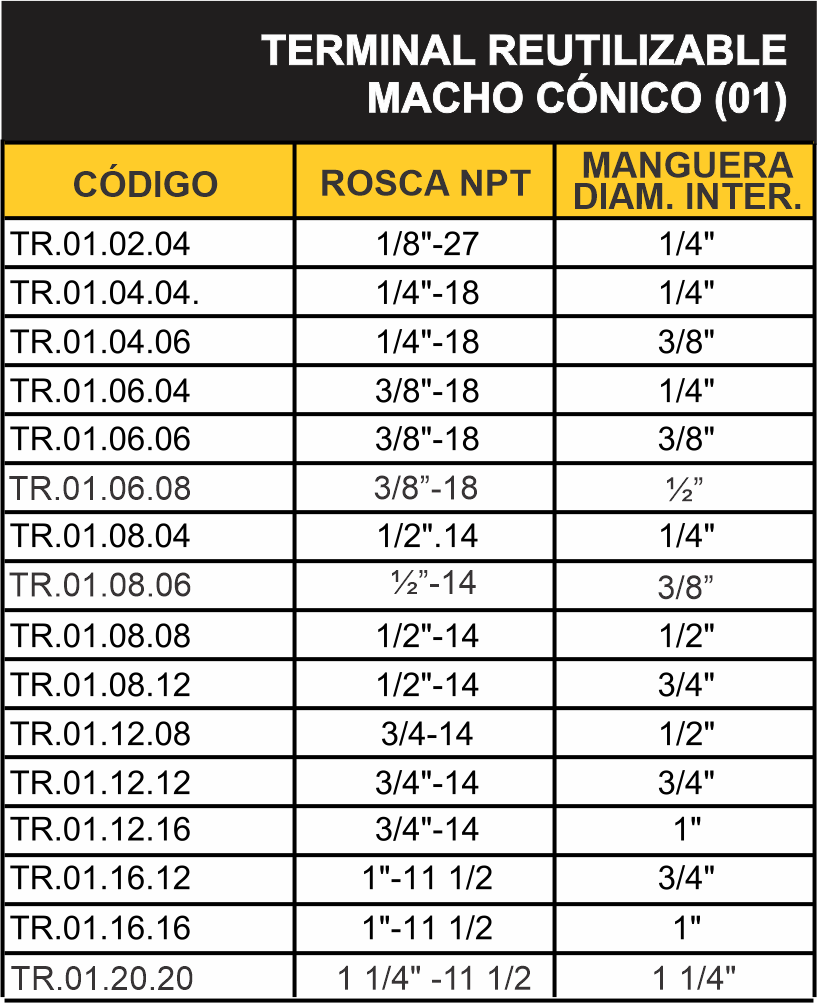 TERMINAL REUTILIZABLE
MACHO CÓNICO (01)
CÓDIGO ROSCA NPT MANGUERA DIAM. INTER.
TR.01.02.04 1/8"-27 1/4"
TR.01.04.04. 1/4"-18 1/4"
TR.01.04.06 1/4"-18 3/8"
TR.01.06.04 3/8"-18 1/4"
TR.01.06.06 3/8"-18 3/8"
TR.01.06.08 3/8”-18 ½”
TR.01.08.04 1/2".14 1/4"
TR.01.08.06 ½”-14 3/8”
TR.01.08.08 1/2"-14 1/2"
TR.01.08.12 1/2"-14 3/4"
TR.01.12.08 3/4-14 1/2"
TR.01.12.12 3/4"-14 3/4"
TR.01.12.16 3/4"-14 1"
TR.01.16.12 1"-11 1/2 3/4"
TR.01.16.16 1"-11 1/2 1"
TR.01.20.20 1 1/4" -11 1/2 1 1/4"